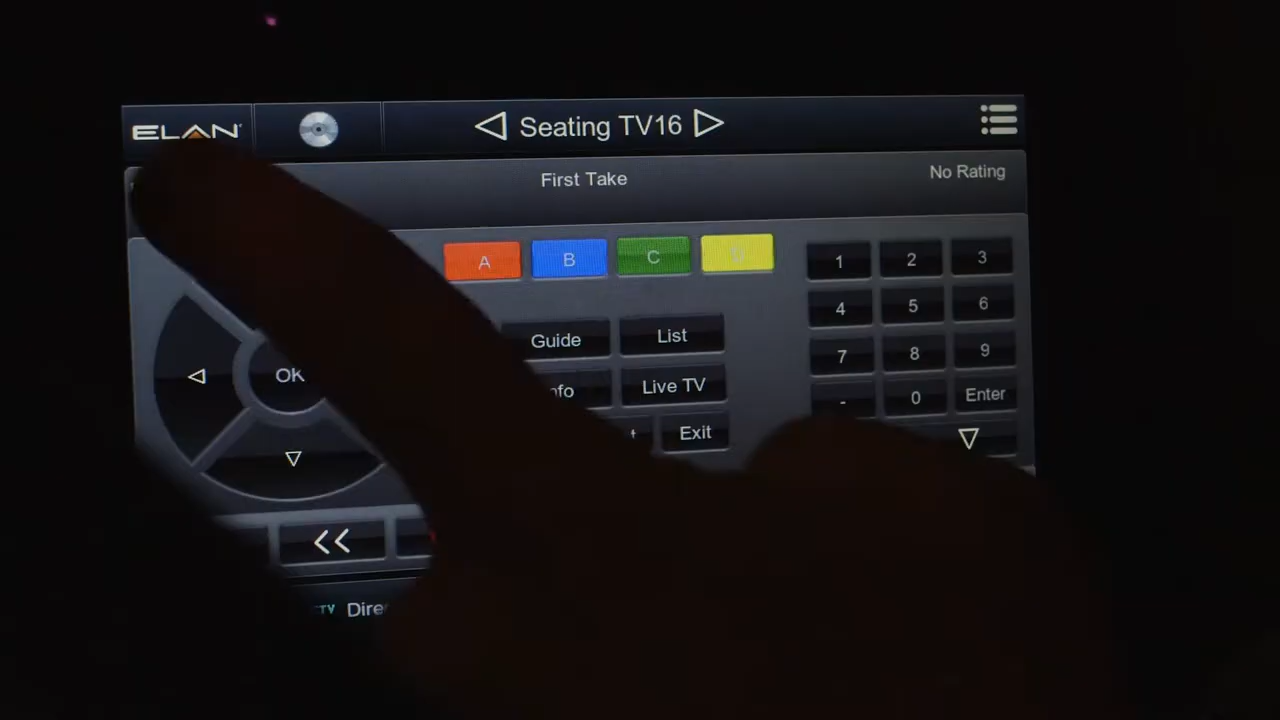 ELAN
Seating TV16
First Take
No Rating
A B C
1 2 3
Guide List
4 5 6
OK
Live TV
7 8 9
Exit
- 0 Enter